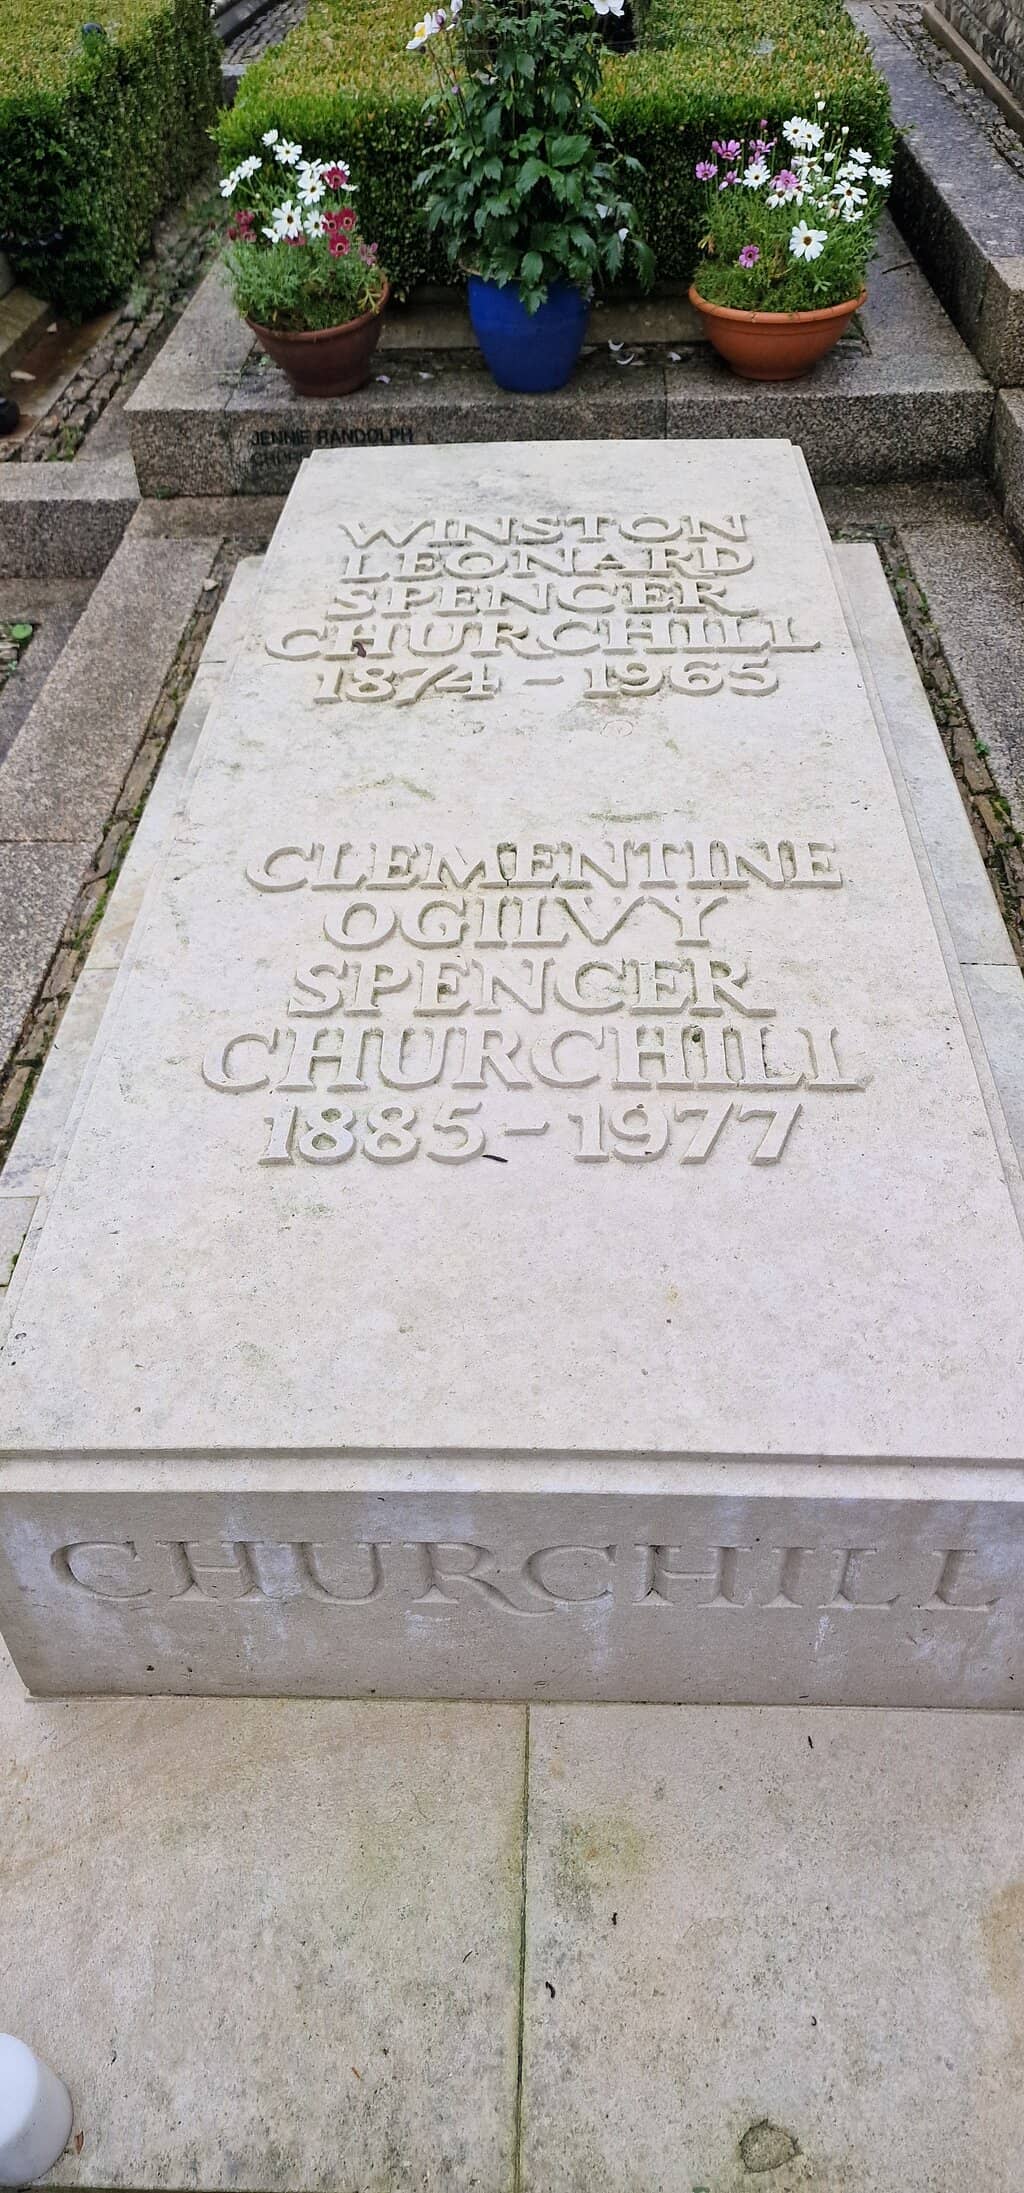 JENNIE RANDOLPH
WINSTON
LEONARD
SPENCER
CHURCHILL
1874 - 1965
CLEMENTINE
OGILVY
SPENCER
CHURCHILL
1885 - 1977
CHURCHILL